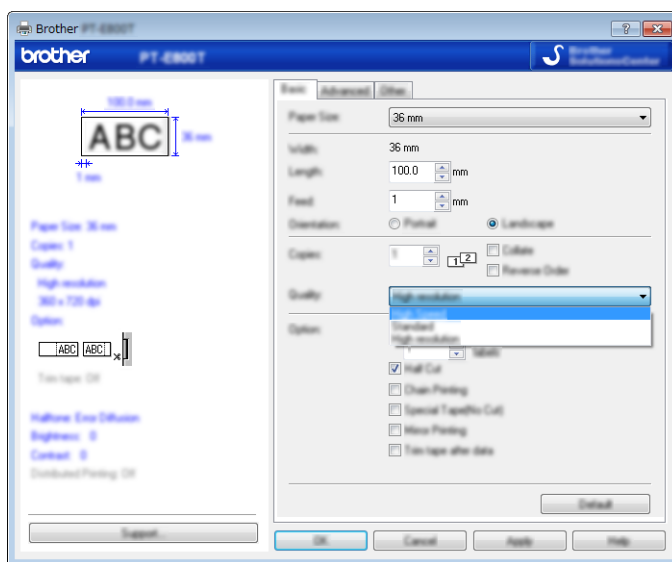 Brother PT-E800T
brother PT-E800T
Brother
SolutionsCenter
100.0 mm
ABC
36 mm
1 mm
Paper Size: 36 mm
Copies: 1
Quality:
High resolution
360 x 720 dpi
Option:
ABC ABC
Trim tape: Off
Halftone: Error Diffusion
Brightness: 0
Contrast: 0
Distributed Printing: Off
Support...
Basic Advanced Other
Paper Size: 36 mm
Width: 36 mm
Length: 100.0 mm
Feed: 1 mm
Orientation: Portrait Landscape
Copies: 1 1 2 Collate
Reverse Order
Quality: High resolution
High Speed
Standard
High resolution
Option: labels
Half Cut
Chain Printing
Special Tape(No Cut)
Mirror Printing
Trim tape after data
Default
OK Cancel Apply Help